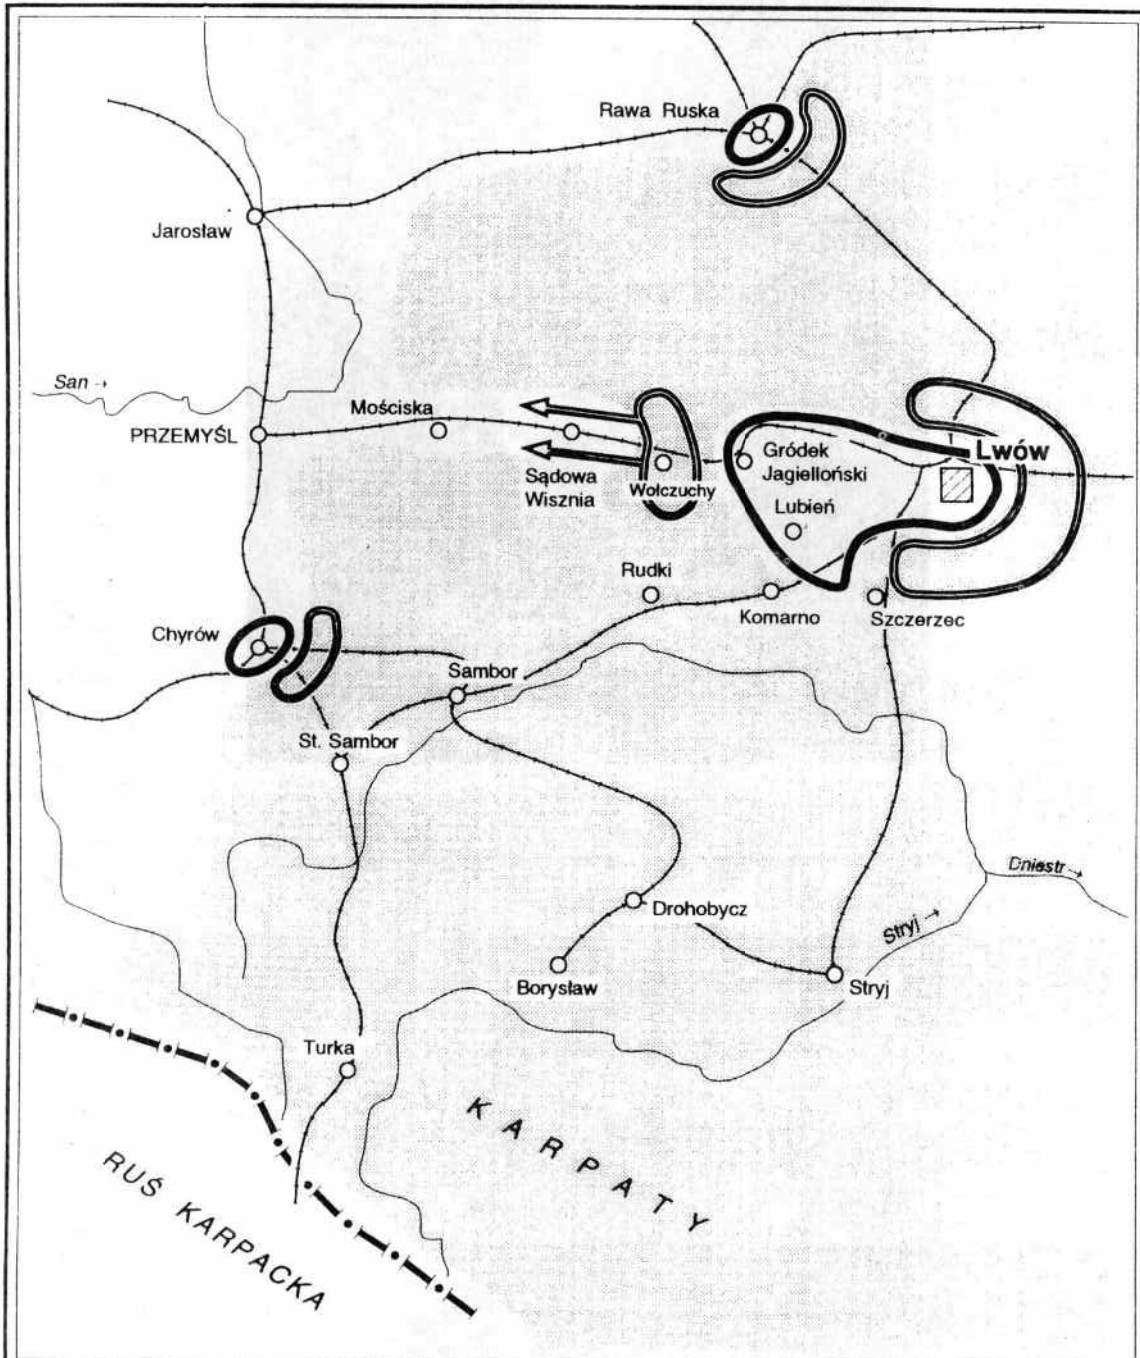 Rawa Ruska
Jarosław
San →
Mościska
PRZEMYŚL
Lwów
Gródek
Jagielloński
Sądowa
Wisznia
Wołczuchy
Lubień
Rudki
Komarno
Szczerzec
Chyrów
Sambor
St. Sambor
Dniestr →
Drohobycz
Stryj →
Borysław
Stryj
Turka
KARPATY
RUŚ KARPACKA